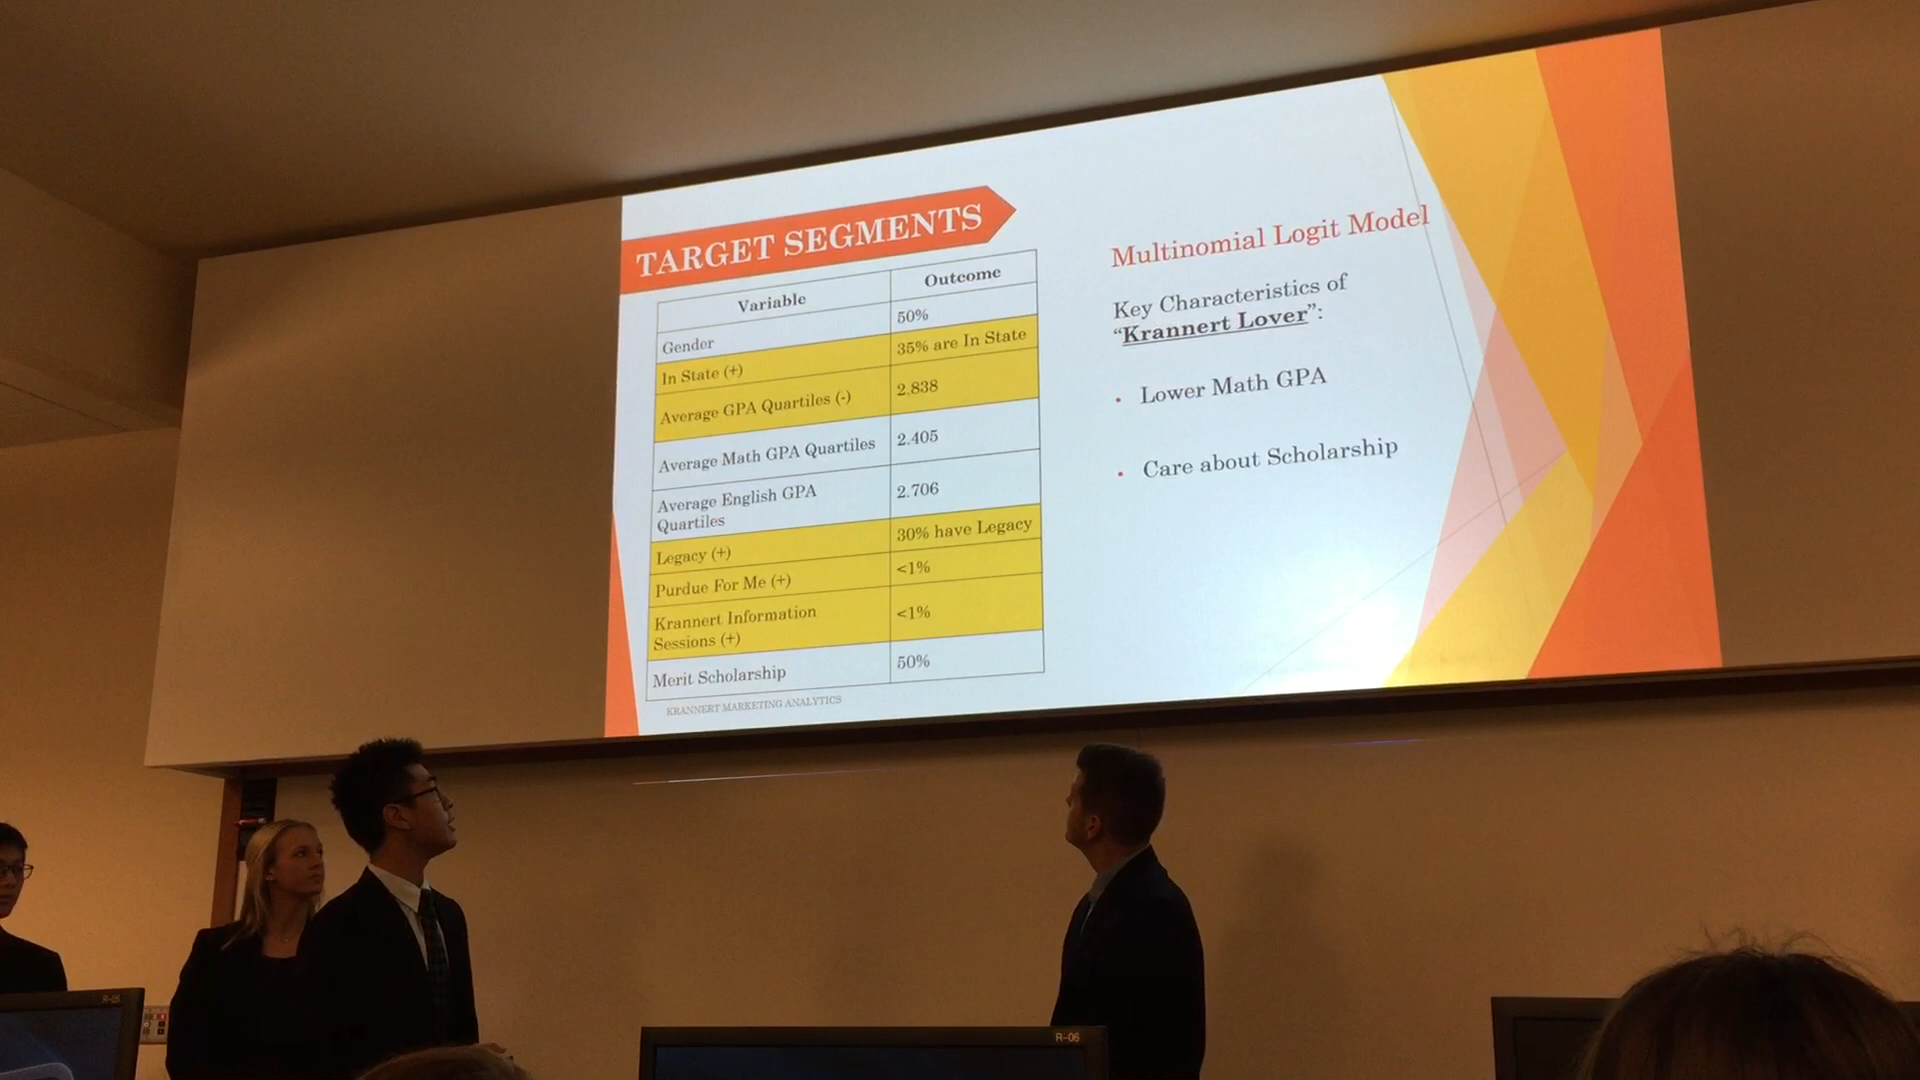 TARGET SEGMENTS
Variable Outcome
Gender 50%
In State (+) 35% are In State
Average GPA Quartiles (-) 2.838
Average Math GPA Quartiles 2.405
Average English GPA
Quartiles 2.706
Legacy (+) 30% have Legacy
Purdue For Me (+) <1%
Krannert Information
Sessions (+) <1%
Merit Scholarship 50%
KRANNERT MARKETING ANALYTICS
Multinomial Logit Model
Key Characteristics of
“Krannert Lover”:
• Lower Math GPA
• Care about Scholarship
R-05
R-06